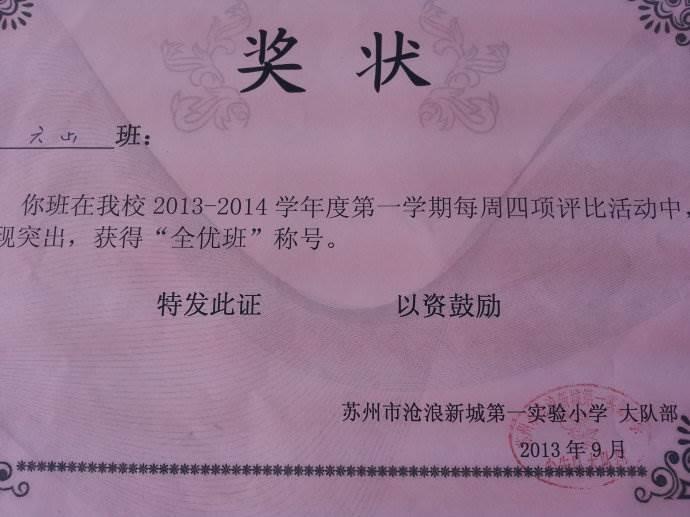 奖 状
六山班：
你班在我校 2013-2014 学年度第一学期每周四项评比活动中，
现突出，获得“全优班”称号。
特发此证 以资鼓励
苏州市沧浪新城第一实验小学 大队部
2013 年 9 月